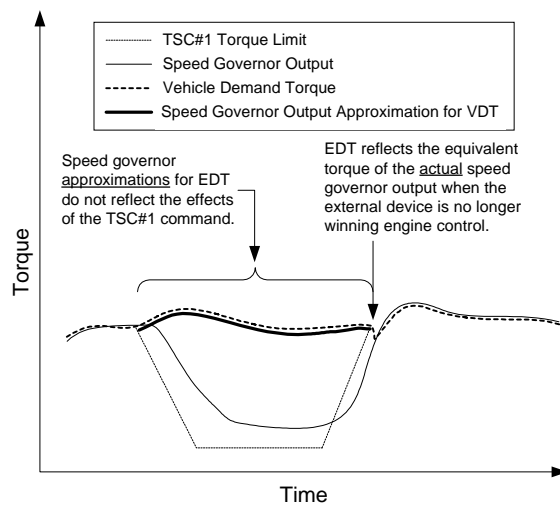 TSC#1 Torque Limit
Speed Governor Output
Vehicle Demand Torque
Speed Governor Output Approximation for VDT
Speed governor
approximations for EDT
do not reflect the effects
of the TSC#1 command.
EDT reflects the equivalent
torque of the actual speed
governor output when the
external device is no longer
winning engine control.
Torque
Time